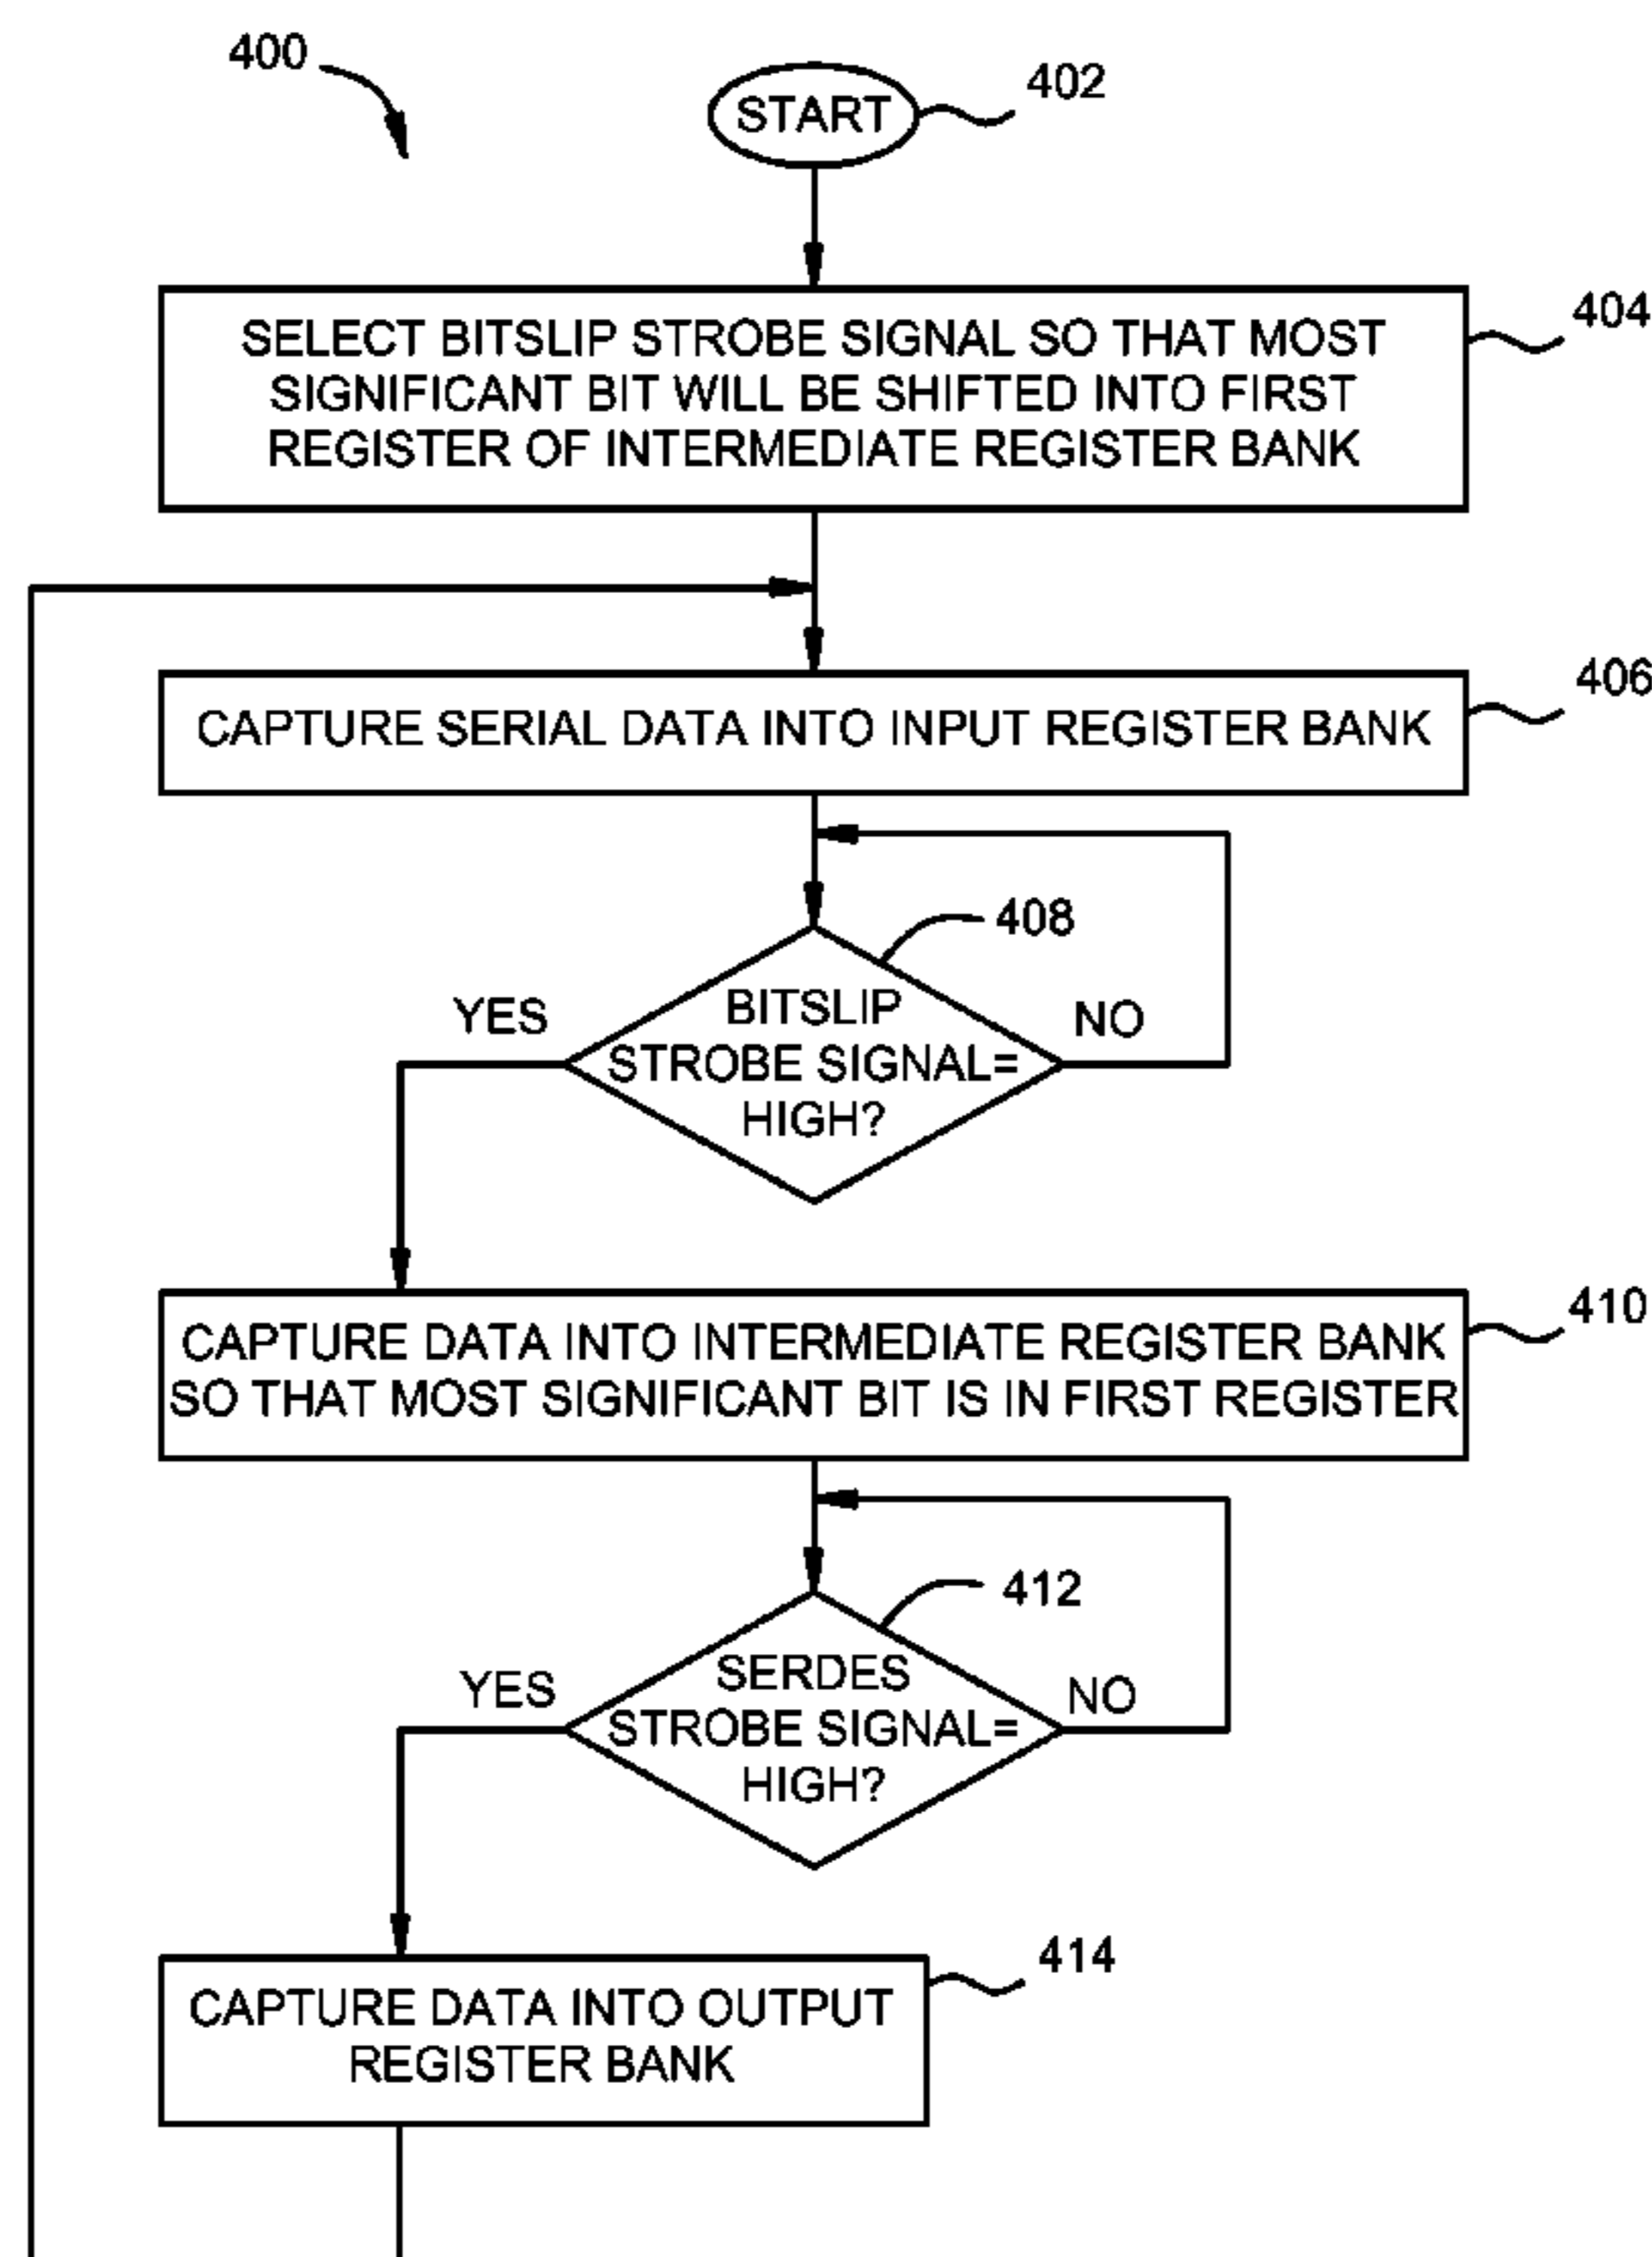 400
START
402
SELECT BITSLIP STROBE SIGNAL SO THAT MOST
SIGNIFICANT BIT WILL BE SHIFTED INTO FIRST
REGISTER OF INTERMEDIATE REGISTER BANK
404
CAPTURE SERIAL DATA INTO INPUT REGISTER BANK
406
408
YES
BITSLIP
STROBE SIGNAL=
HIGH?
NO
CAPTURE DATA INTO INTERMEDIATE REGISTER BANK
SO THAT MOST SIGNIFICANT BIT IS IN FIRST REGISTER
410
412
YES
SERDES
STROBE SIGNAL=
HIGH?
NO
CAPTURE DATA INTO OUTPUT
REGISTER BANK
414